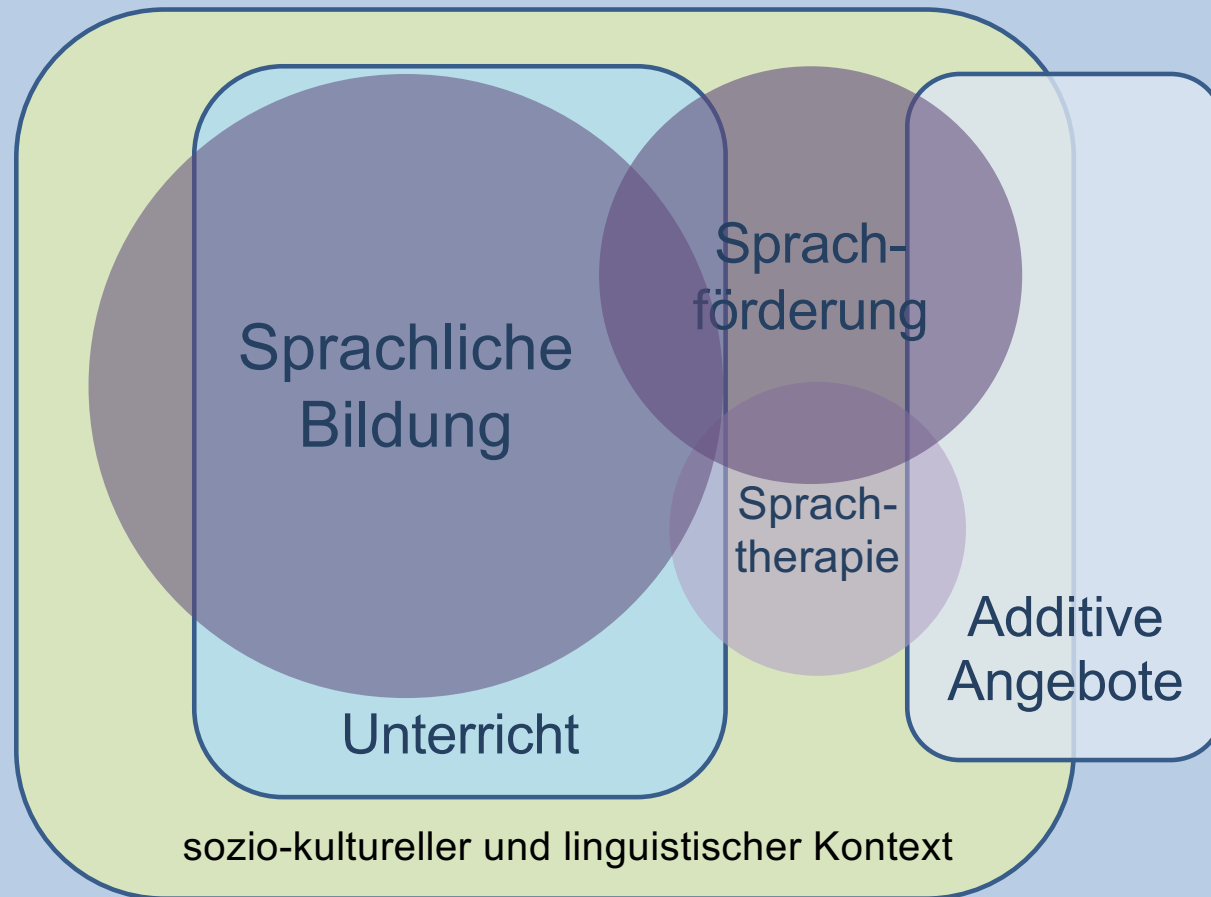 Sprachliche
Bildung
Sprach-
förderung
Sprach-
therapie
Additive
Angebote
Unterricht
sozio-kultureller und linguistischer Kontext